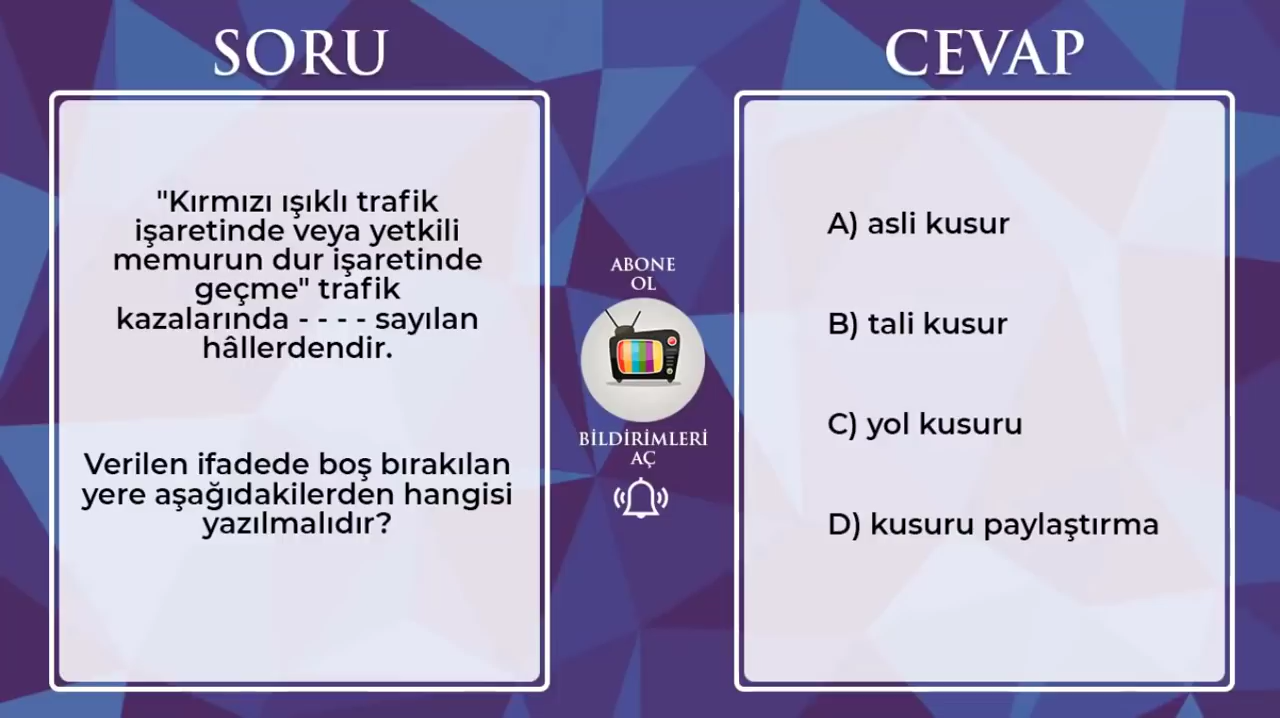 SORU
"Kırmızı ışıklı trafik
işaretinde veya yetkili
memurun dur işaretinde
geçme" trafik
kazalarında - - - - sayılan
hâllerdendir.
Verilen ifadede boş bırakılan
yere aşağıdakilerden hangisi
yazılmalıdır?
ABONE
OL
BİLDİRİMLERİ
AÇ
CEVAP
A) asli kusur
B) tali kusur
C) yol kusuru
D) kusuru paylaştırma